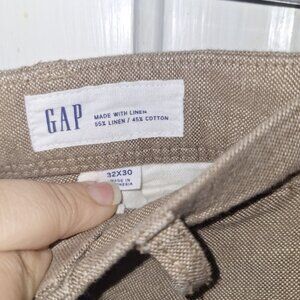 GAP
MADE WITH LINEN
55% LINEN / 45% COTTON
32X30
MADE IN